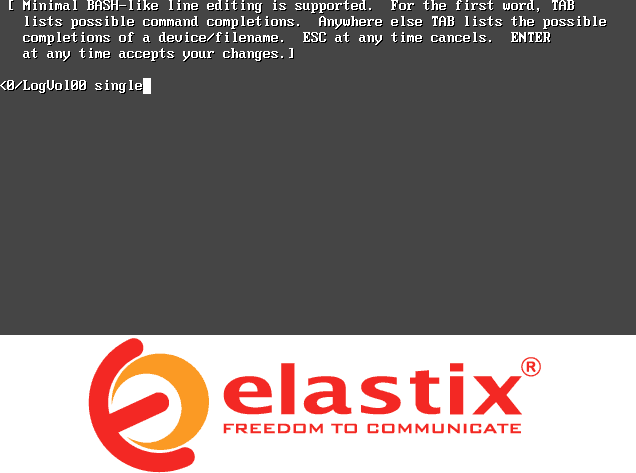 [ Minimal BASH-like line editing is supported.  For the first word, TAB
lists possible command completions.  Anywhere else TAB lists the possible
completions of a device/filename.  ESC at any time cancels.  ENTER
at any time accepts your changes.]
<0/LogVol00 single
elastix®
FREEDOM TO COMMUNICATE